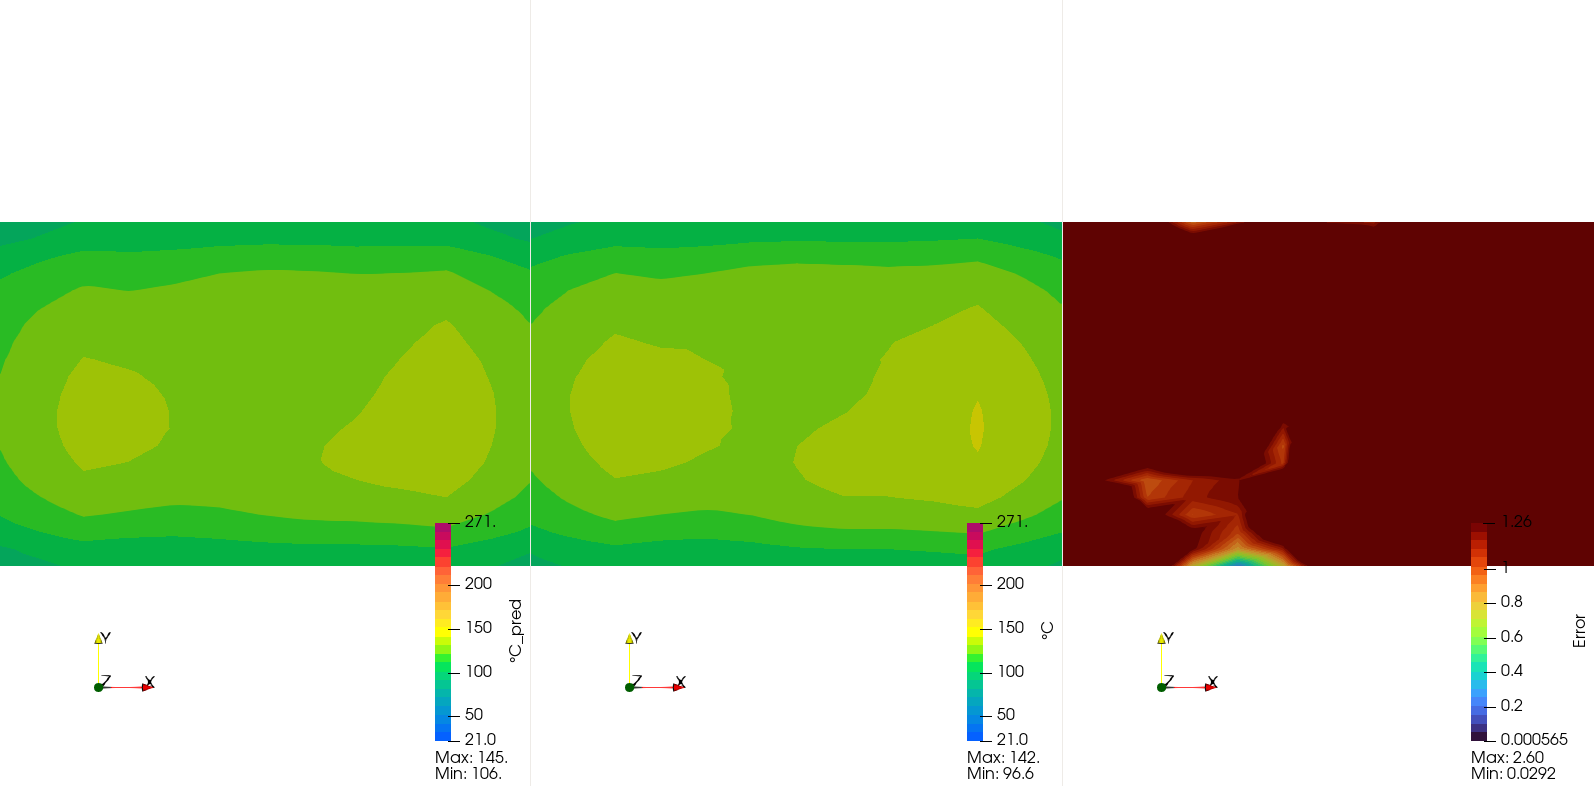 271.
200
150
100
50
21.0
°C_pred
Max: 145.
Min: 106.
Y
Z
X
271.
200
150
100
50
21.0
°C
Max: 142.
Min: 96.6
Y
Z
X
1.26
1
0.8
0.6
0.4
0.2
0.000565
Error
Max: 2.60
Min: 0.0292
Y
Z
X